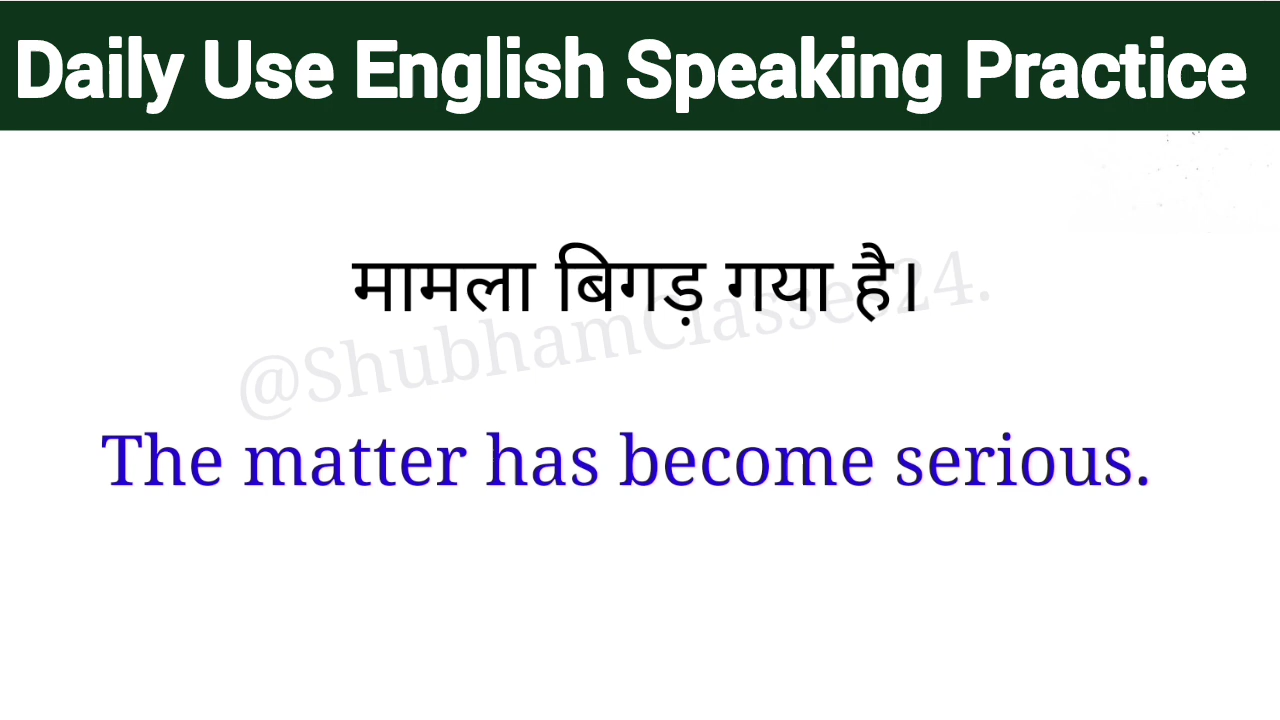 Daily Use English Speaking Practice
मामला बिगड़ गया है।
@ShubhamClasses24.
The matter has become serious.